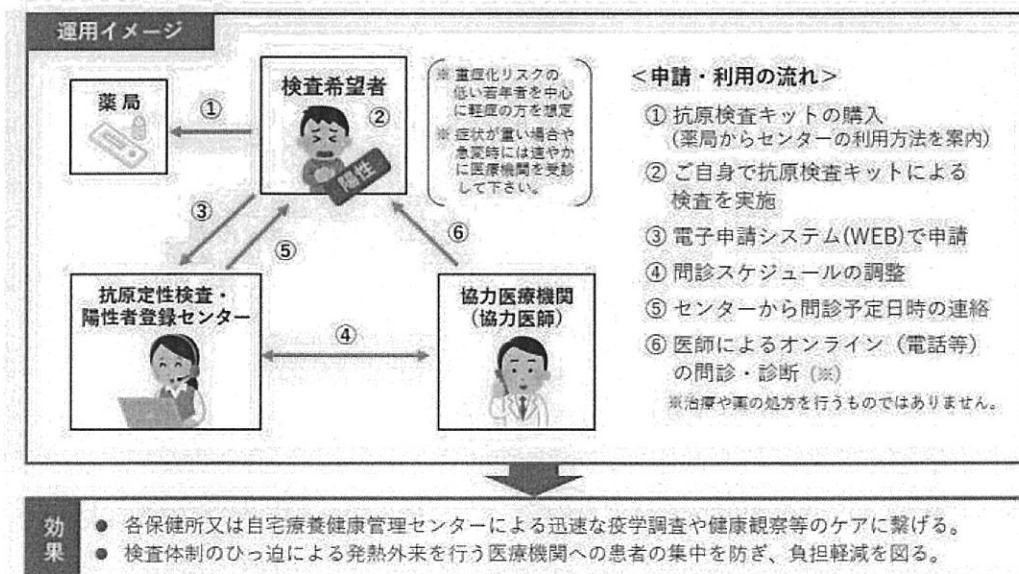 運用イメージ
薬局
①
検査希望者
②
陽性
※ 重症化リスクの
低い若年者を中心
に軽症の方を想定
※ 症状が重い場合や
急変時には速やか
に医療機関を受診
して下さい。
③
⑤
⑥
抗原定性検査・
陽性者登録センター
④
協力医療機関
(協力医師)
<申請・利用の流れ>
① 抗原検査キットの購入
(薬局からセンターの利用方法を案内)
② ご自身で抗原検査キットによる
検査を実施
③ 電子申請システム(WEB)で申請
④ 問診スケジュールの調整
⑤ センターから問診予定日時の連絡
⑥ 医師によるオンライン(電話等)
の問診・診断 (※)
※治療や薬の処方を行うものではありません。
効果
● 各保健所又は自宅療養健康管理センターによる迅速な疫学調査や健康観察等のケアに繋げる。
● 検査体制のひっ迫による発熱外来を行う医療機関への患者の集中を防ぎ、負担軽減を図る。